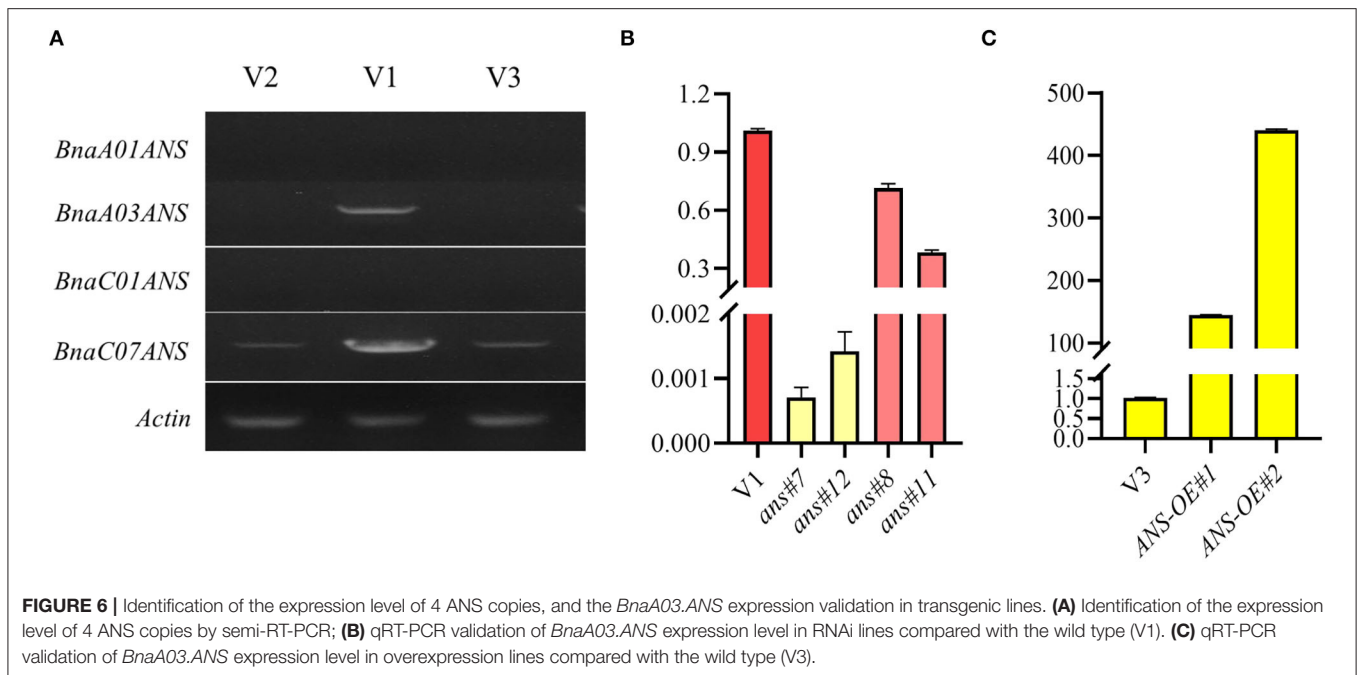 A
V2 V1 V3
BnaA01ANS
BnaA03ANS
BnaC01ANS
BnaC07ANS
Actin
B
1.2
0.9
0.6
0.3
0.002
0.001
0.000
V1
ans#7
ans#12
ans#8
ans#11
C
500
400
300
200
100
1.5
1.0
0.5
0.0
V3
ANS-OE#1
ANS-OE#2
FIGURE 6 | Identification of the expression level of 4 ANS copies, and the BnaA03.ANS expression validation in transgenic lines. (A) Identification of the expression
level of 4 ANS copies by semi-RT-PCR; (B) qRT-PCR validation of BnaA03.ANS expression level in RNAi lines compared with the wild type (V1). (C) qRT-PCR
validation of BnaA03.ANS expression level in overexpression lines compared with the wild type (V3).